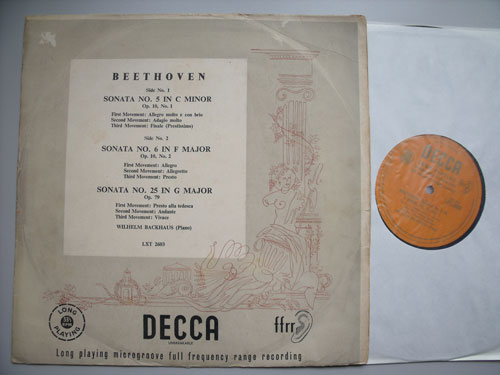 BEETHOVEN
Side No. 1
SONATA NO. 5 IN C MINOR
Op. 10, No. 1
First Movement: Allegro molto e con brio
Second Movement: Adagio molto
Third Movement: Finale (Prestissimo)
Side No. 2
SONATA NO. 6 IN F MAJOR
Op. 10, No. 2
First Movement: Allegro
Second Movement: Allegretto
Third Movement: Presto
SONATA NO. 25 IN G MAJOR
Op. 79
First Movement: Presto alla tedesca
Second Movement: Andante
Third Movement: Vivace
WILHELM BACKHAUS (Piano)
LXT 2603
LONG
33⅓
PLAYING
DECCA
ffrr
Long playing microgroove full frequency range recording
DECCA